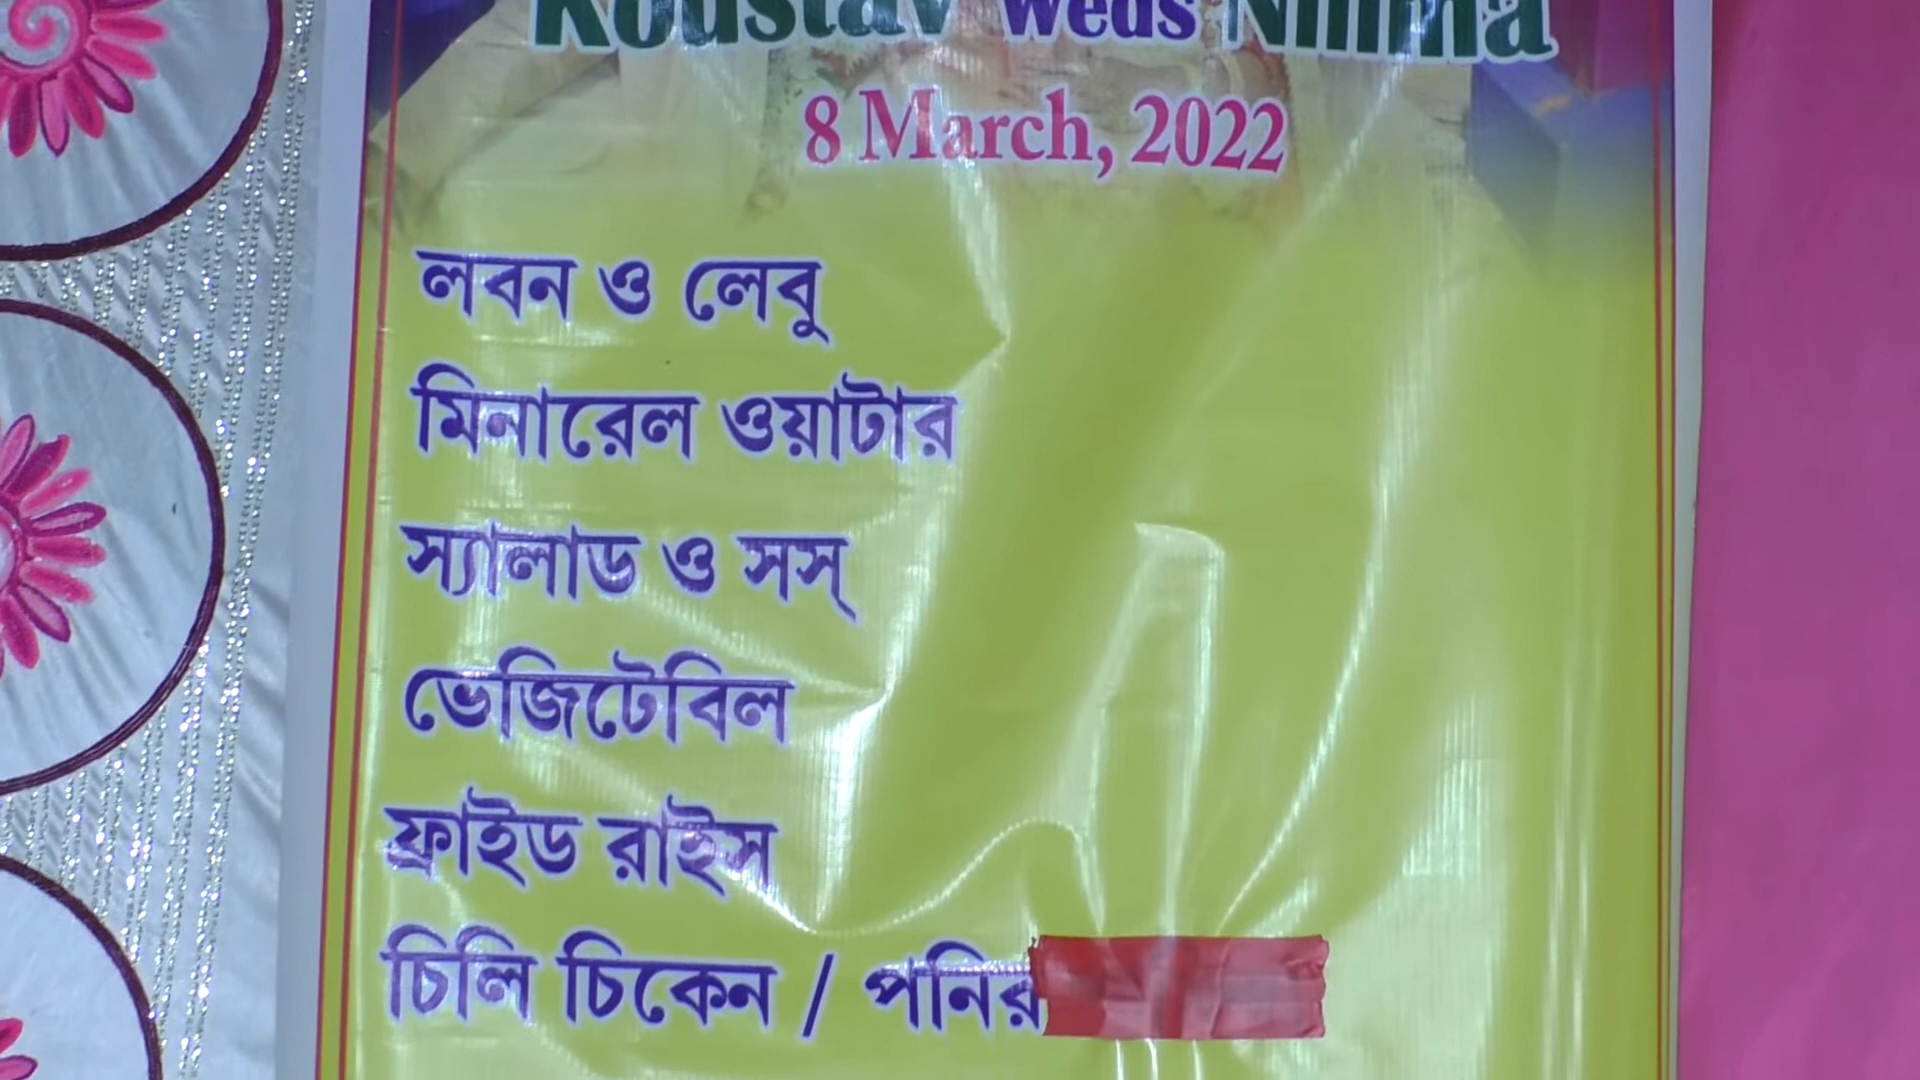 Koustav weds Nilima
8 March, 2022
লবন ও লেবু
মিনারেল ওয়াটার
স্যালাড ও সস্
ভেজিটেবিল
ফ্রাইড রাইস
চিলি চিকেন / পনির